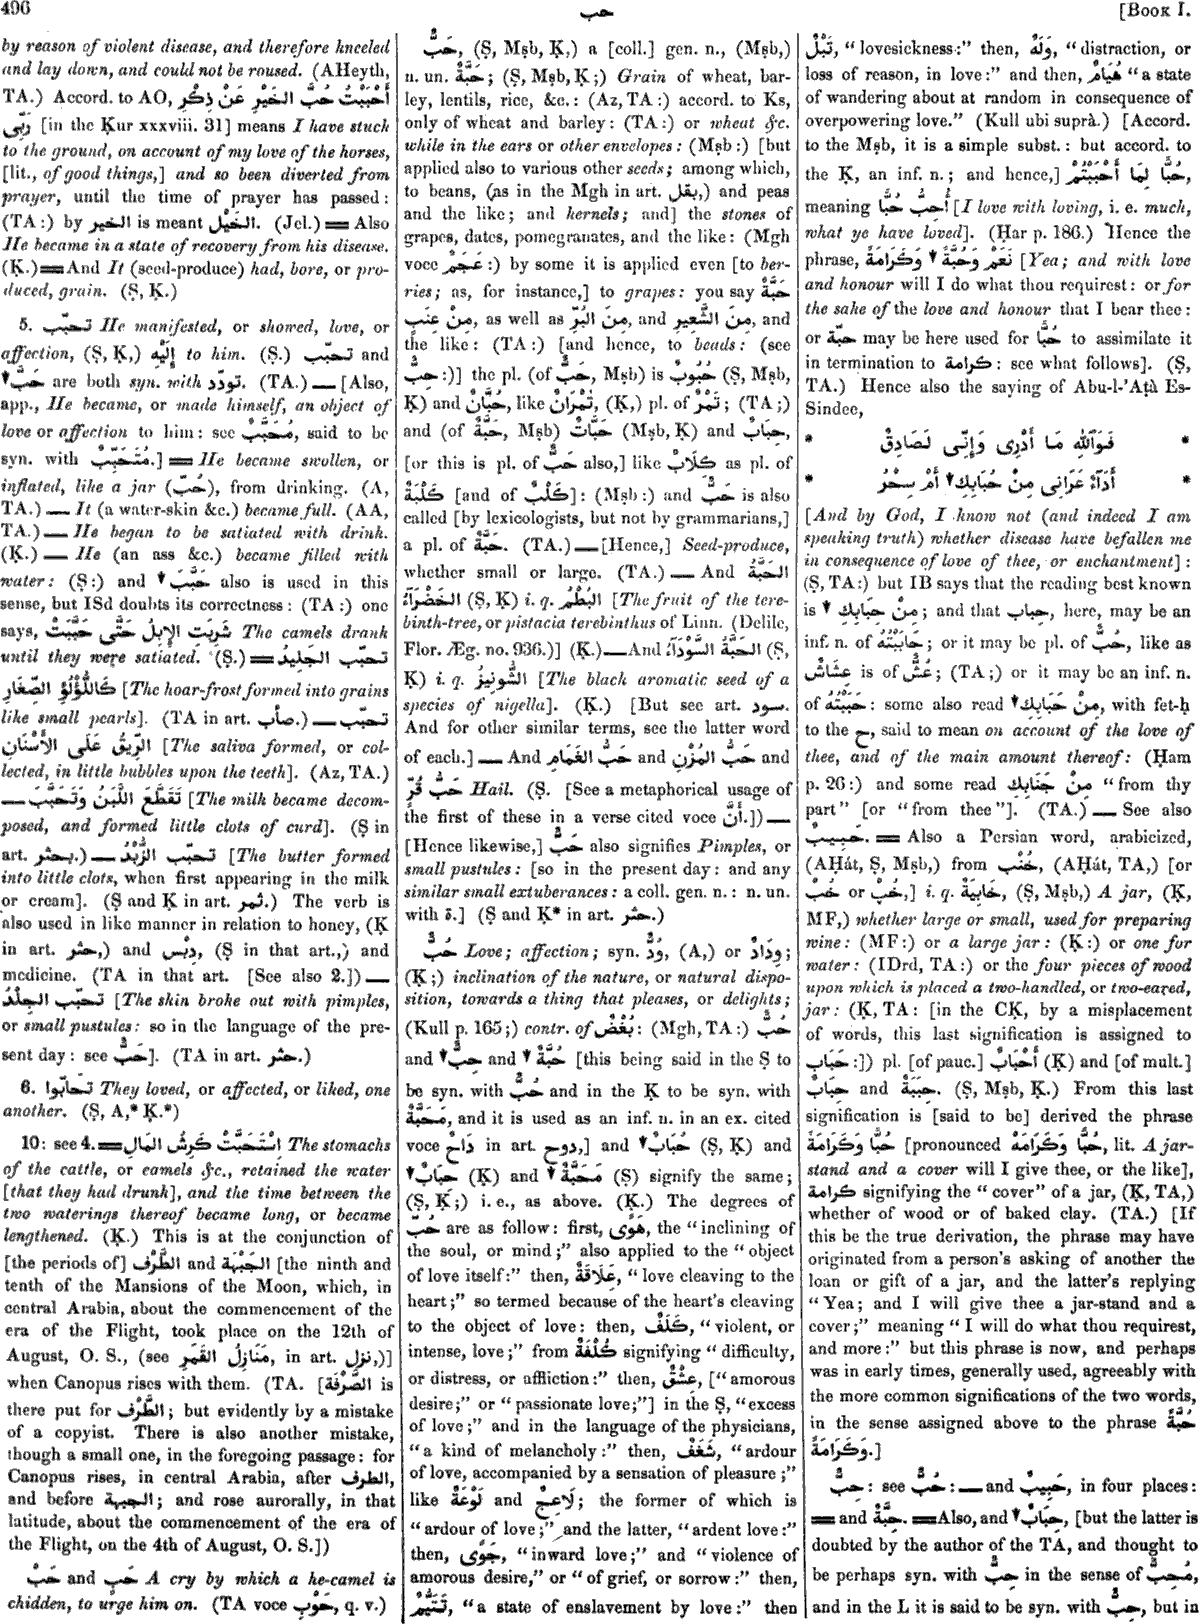 496
حب
[Book I.
by reason of violent disease, and therefore kneeled
and lay down, and could not be roused. (AHeyth,
TA.) Accord. to AO, أَحْبَبْتُ حُبَّ الخَيْرِ عَنْ ذِكْرِ
رَبِّى [in the Ḳur xxxviii. 31] means I have stuck
to the ground, on account of my love of the horses,
[lit., of good things,] and so been diverted from
prayer, until the time of prayer has passed:
(TA:) by الخير is meant الخَيْل. (Jel.) ═ Also
He became in a state of recovery from his disease.
(Ḳ.) ═ And It (seed-produce) had, bore, or pro-
duced, grain. (Ṣ, Ḳ.)
5. تحبّب He manifested, or showed, love, or
affection, (Ṣ, Ḳ,) إِلَيْهِ to him. (Ṣ.) تحبّب and
▼ حَبَّبَ are both syn. with تودّد. (TA.) — [Also,
app., He became, or made himself, an object of
love or affection to him: see مُحَبَّبٌ, said to be
syn. with مُتَحَبِّبٌ.] ═ He became swollen, or
inflated, like a jar (حُبّ), from drinking. (A,
TA.) — It (a water-skin &c.) became full. (AA,
TA.) — He began to be satiated with drink.
(Ḳ.) — He (an ass &c.) became filled with
water: (Ṣ:) and ▼ حَبَّبَ also is used in this
sense, but ISd doubts its correctness: (TA:) one
says, شَرِبَتِ الإِبِلُ حَتَّى حَبَّبَتْ The camels drank
until they were satiated. (Ṣ.) ═ تحبّب الجَلِيدُ
كَاللُّؤْلُؤِ الصِّغَارِ [The hoar-frost formed into grains
like small pearls]. (TA in art. صأب.) — تحبّب
الرِّيقُ عَلَى الأَسْنَانِ [The saliva formed, or col-
lected, in little bubbles upon the teeth]. (Az, TA.)
— تَقَطَّعَ اللَّبَنُ وَتَحَبَّبَ [The milk became decom-
posed, and formed little clots of curd]. (Ṣ in
art. بحثر.) — تحبّب الزُّبْدُ [The butter formed
into little clots, when first appearing in the milk
or cream]. (Ṣ and Ḳ in art. ثمر.) The verb is
also used in like manner in relation to honey, (Ḳ
in art. حثر,) and دِبْس, (Ṣ in that art.,) and
medicine. (TA in that art. [See also 2.]) —
تحبّب الجِلْدُ [The skin broke out with pimples,
or small pustules: so in the language of the pre-
sent day: see حَبٌّ]. (TA in art. حثر.)
6. تحابّوا They loved, or affected, or liked, one
another. (Ṣ, A,* Ḳ.*)
10: see 4. ═ اِسْتَحَبَّتْ كَرِشُ المَالِ The stomachs
of the cattle, or camels &c., retained the water
[that they had drunk], and the time between the
two waterings thereof became long, or became
lengthened. (Ḳ.) This is at the conjunction of
[the periods of] الطَّرْف and الجَبْهَة [the ninth and
tenth of the Mansions of the Moon, which, in
central Arabia, about the commencement of the
era of the Flight, took place on the 12th of
August, O. S., (see مَنَازِلُ القَمَرِ, in art. نزل,)]
when Canopus rises with them. (TA. [الصَّرْفَة is
there put for الطَّرْف; but evidently by a mistake
of a copyist. There is also another mistake,
though a small one, in the foregoing passage: for
Canopus rises, in central Arabia, after الطرف,
and before الجبهة; and rose aurorally, in that
latitude, about the commencement of the era of
the Flight, on the 4th of August, O. S.])
حَبْ and حَبِ A cry by which a he-camel is
chidden, to urge him on. (TA voce حَوْبِ, q. v.)
حَبٌّ, (Ṣ, Mṣb, Ḳ,) a [coll.] gen. n., (Mṣb,)
n. un. حَبَّةٌ; (Ṣ, Mṣb, Ḳ;) Grain of wheat, bar-
ley, lentils, rice, &c.: (Az, TA:) accord. to Ks,
only of wheat and barley: (TA:) or wheat &c.
while in the ears or other envelopes: (Mṣb:) [but
applied also to various other seeds; among which,
to beans, (as in the Mgh in art. بقل,) and peas
and the like; and kernels; and] the stones of
grapes, dates, pomegranates, and the like: (Mgh
voce عَجَمٌ:) by some it is applied even [to ber-
ries; as, for instance,] to grapes: you say حَبَّةٌ
مِنْ عِنَبٍ, as well as مِنَ البُرِّ, and مِنَ الشَّعِيرِ, and
the like: (TA:) [and hence, to beads: (see
حِبٌّ:)] the pl. (of حَبٌّ, Mṣb) is حُبُوبٌ (Ṣ, Mṣb,
Ḳ) and حُبَّانٌ, like تُمْرَانٌ, (Ḳ,) pl. of تَمْرٌ; (TA;)
and (of حَبَّةٌ, Mṣb) حَبَّاتٌ (Mṣb, Ḳ) and حِبَابٌ,
[or this is pl. of حَبٌّ also,] like كِلَابٌ as pl. of
كَلْبَةٌ [and of كَلْبٌ]: (Mṣb:) and حَبٌّ is also
called [by lexicologists, but not by grammarians,]
a pl. of حَبَّةٌ. (TA.) — [Hence,] Seed-produce,
whether small or large. (TA.) — And الحَبَّةُ
الخَضْرَآءُ (Ṣ, Ḳ) i. q. البُطْمُ [The fruit of the tere-
binth-tree, or pistacia terebinthus of Linn. (Delile,
Flor. Æg. no. 936.)] (Ḳ.) — And الحَبَّةُ السَّوْدَآءُ (Ṣ,
Ḳ) i. q. الشُّونِيزُ [The black aromatic seed of a
species of nigella]. (Ḳ.) [But see art. سود.
And for other similar terms, see the latter word
of each.] — And حَبُّ المُزْنِ and حَبُّ الغَمَامِ and
حَبُّ قُرٍّ Hail. (Ṣ. [See a metaphorical usage of
the first of these in a verse cited voce أَنَّ.]) —
[Hence likewise,] حَبٌّ also signifies Pimples, or
small pustules: [so in the present day: and any
similar small extuberances: a coll. gen. n.: n. un.
with ة.] (Ṣ and Ḳ* in art. حثر.)
حُبٌّ Love; affection; syn. وُدٌّ, (A,) or وِدَادٌ;
(Ḳ;) inclination of the nature, or natural dispo-
sition, towards a thing that pleases, or delights;
(Kull p. 165;) contr. of بُغْضٌ: (Mgh, TA:) حُبٌّ
and ▼ حِبٌّ and ▼ حُبَّةٌ [this being said in the Ṣ to
be syn. with حُبٌّ and in the Ḳ to be syn. with
مَحَبَّةٌ, and it is used as an inf. n. in an ex. cited
voce دَاحٌ in art. دوح,] and ▼ حُبَابٌ (Ṣ, Ḳ) and
▼ حِبَابٌ (Ḳ) and ▼ مَحَبَّةٌ (Ṣ) signify the same;
(Ṣ, Ḳ;) i. e., as above. (Ḳ.) The degrees of
حُبّ are as follow: first, هَوًى, the “inclining of
the soul, or mind;” also applied to the “object
of love itself:” then, عَلَاقَةٌ, “love cleaving to the
heart;” so termed because of the heart's cleaving
to the object of love: then, كَلَفٌ, “violent, or
intense, love;” from كُلْفَةٌ signifying “difficulty,
or distress, or affliction:” then, عِشْقٌ, [“amorous
desire;” or “passionate love;”] in the Ṣ, “excess
of love;” and in the language of the physicians,
“a kind of melancholy:” then, شَغَفٌ, “ardour
of love, accompanied by a sensation of pleasure;”
like لَوْعَةٌ and لَاعِجٌ; the former of which is
“ardour of love;” and the latter, “ardent love:”
then, جَوًى, “inward love;” and “violence of
amorous desire,” or “of grief, or sorrow:” then,
تَتَيُّمٌ, “a state of enslavement by love:” then
تَبْلٌ, “lovesickness:” then, وَلَهٌ, “distraction, or
loss of reason, in love:” and then, هُيَامٌ “a state
of wandering about at random in consequence of
overpowering love.” (Kull ubi suprà.) [Accord.
to the Mṣb, it is a simple subst.: but accord. to
the Ḳ, an inf. n.; and hence,] حُبًّا لِمَا أَحْبَبْتُمْ,
meaning أُحِبُّ حُبًّا [I love with loving, i. e. much,
what ye have loved]. (Ḥar p. 186.) Hence the
phrase, نَعَمْ وَحُبَّةً ▼ وَكَرَامَةً [Yea; and with love
and honour will I do what thou requirest: or for
the sake of the love and honour that I bear thee:
or حبّة may be here used for حُبًّا to assimilate it
in termination to كرامة: see what follows]. (Ṣ,
TA.) Hence also the saying of Abu-l-'Aṭà Es-
Sindee,
* فَوَٱللّٰهِ مَا أَدْرِى وَإِنِّى لَصَادِقٌ *
* أَدَآءٌ عَرَانِى مِنْ حُبَابِكِ ▼ أَمْ سِحْرُ *
[And by God, I know not (and indeed I am
speaking truth) whether disease have befallen me
in consequence of love of thee, or enchantment]:
(Ṣ, TA:) but IB says that the reading best known
is ▼ مِنْ حِبَابِكِ; and that حباب, here, may be an
inf. n. of حَابَبْتُهُ; or it may be pl. of حُبٌّ, like as
عِشَاشٌ is of عُشٌّ; (TA;) or it may be an inf. n.
of حَبَبْتُهُ: some also read ▼ مِنْ حَبَابِكِ, with fet-ḥ
to the ح, said to mean on account of the love of
thee, and of the main amount thereof: (Ḥam
p. 26:) and some read مِنْ جَنَابِكِ “from thy
part” [or “from thee”]. (TA.) — See also
حَبِيبٌ. ═ Also a Persian word, arabicized,
(AḤát, Ṣ, Mṣb,) from خُنْب, (AḤát, TA,) [or
خُبْ or خُنْبْ,] i. q. خَابِيَةٌ, (Ṣ, Mṣb,) A jar, (Ḳ,
MF,) whether large or small, used for preparing
wine: (MF:) or a large jar: (Ḳ:) or one for
water: (IDrd, TA:) or the four pieces of wood
upon which is placed a two-handled, or two-eared,
jar: (Ḳ, TA: [in the CḲ, by a misplacement
of words, this last signification is assigned to
حَبَاب:]) pl. [of pauc.] أَحْبَابٌ (Ḳ) and [of mult.]
حِبَابٌ and حِبَبَةٌ. (Ṣ, Mṣb, Ḳ.) From this last
signification is [said to be] derived the phrase
حُبًّا وَكَرَامَةً [pronounced حُبًّا وَكَرَامَهْ, lit. A jar-
stand and a cover will I give thee, or the like],
كرامة signifying the “cover” of a jar, (Ḳ, TA,)
whether of wood or of baked clay. (TA.) [If
this be the true derivation, the phrase may have
originated from a person's asking of another the
loan or gift of a jar, and the latter's replying
“Yea; and I will give thee a jar-stand and a
cover;” meaning “I will do what thou requirest,
and more:” but this phrase is now, and perhaps
was in early times, generally used, agreeably with
the more common significations of the two words,
in the sense assigned above to the phrase حُبَّةً
وَكَرَامَةً.]
حِبٌّ: see حُبٌّ: — and حَبِيبٌ, in four places:
═ and حِبَّةٌ. ═ Also, and ▼ حِبَابٌ, [but the latter is
doubted by the author of the TA, and thought to
be perhaps syn. with حِبٌّ in the sense of مُحِبٌّ,
and in the L it is said to be syn. with حِبٌّ, but in